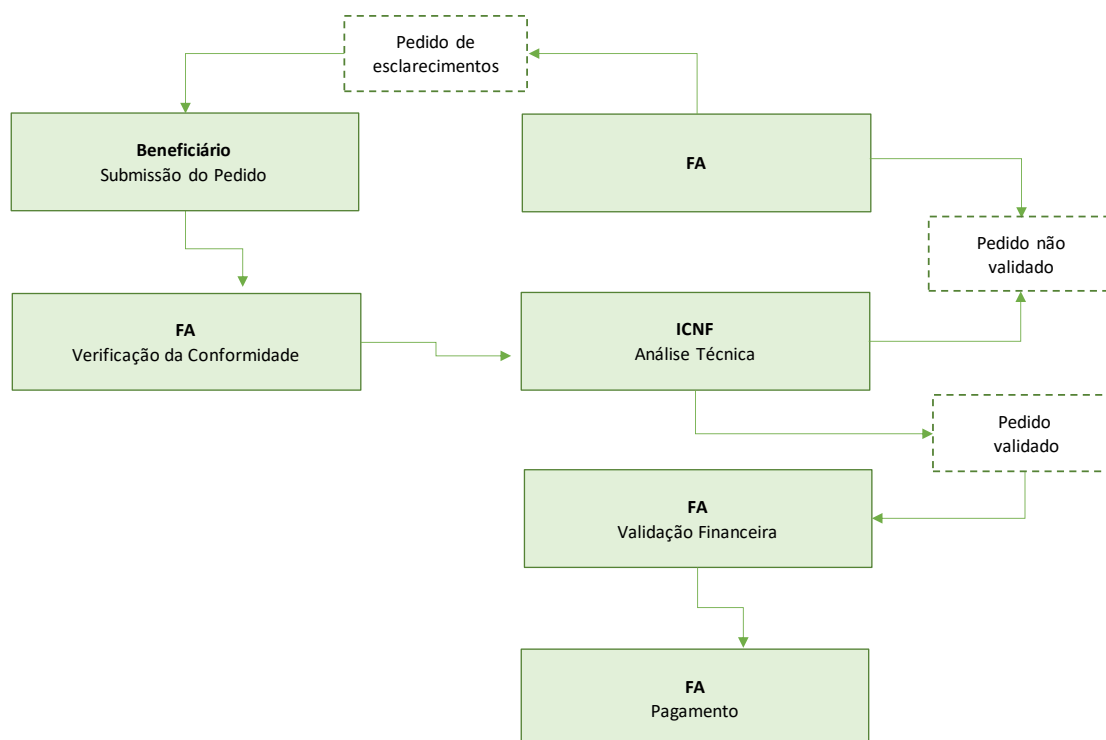 Pedido de
esclarecimentos
Beneficiário
Submissão do Pedido
FA
Pedido não
validado
FA
Verificação da Conformidade
ICNF
Análise Técnica
Pedido
validado
FA
Validação Financeira
FA
Pagamento